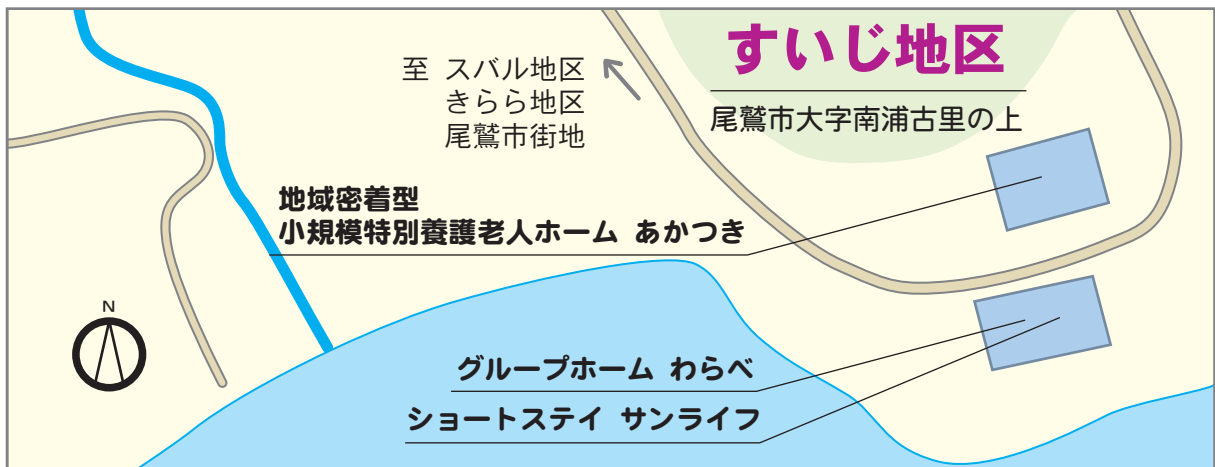 すいじ地区
尾鷲市大字南浦古里の上
至 スバル地区
きらら地区
尾鷲市街地
地域密着型
小規模特別養護老人ホーム あかつき
N
グループホーム わらべ
ショートステイ サンライフ